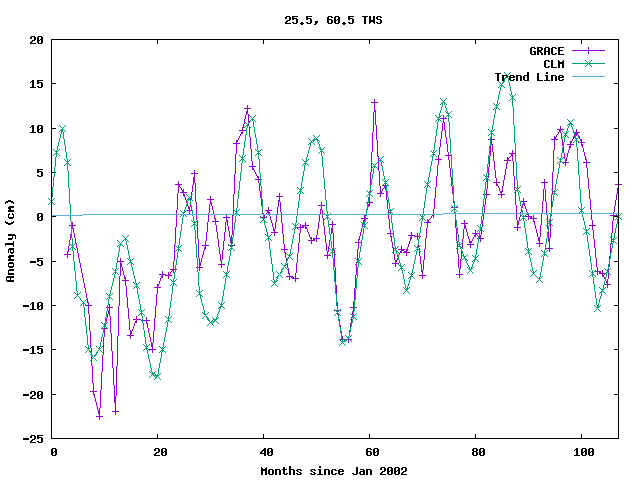 25.5, 60.5 TWS
GRACE
CLM
Trend Line
20
15
10
5
0
-5
-10
-15
-20
-25
Anomaly (cm)
0 20 40 60 80 100
Months since Jan 2002